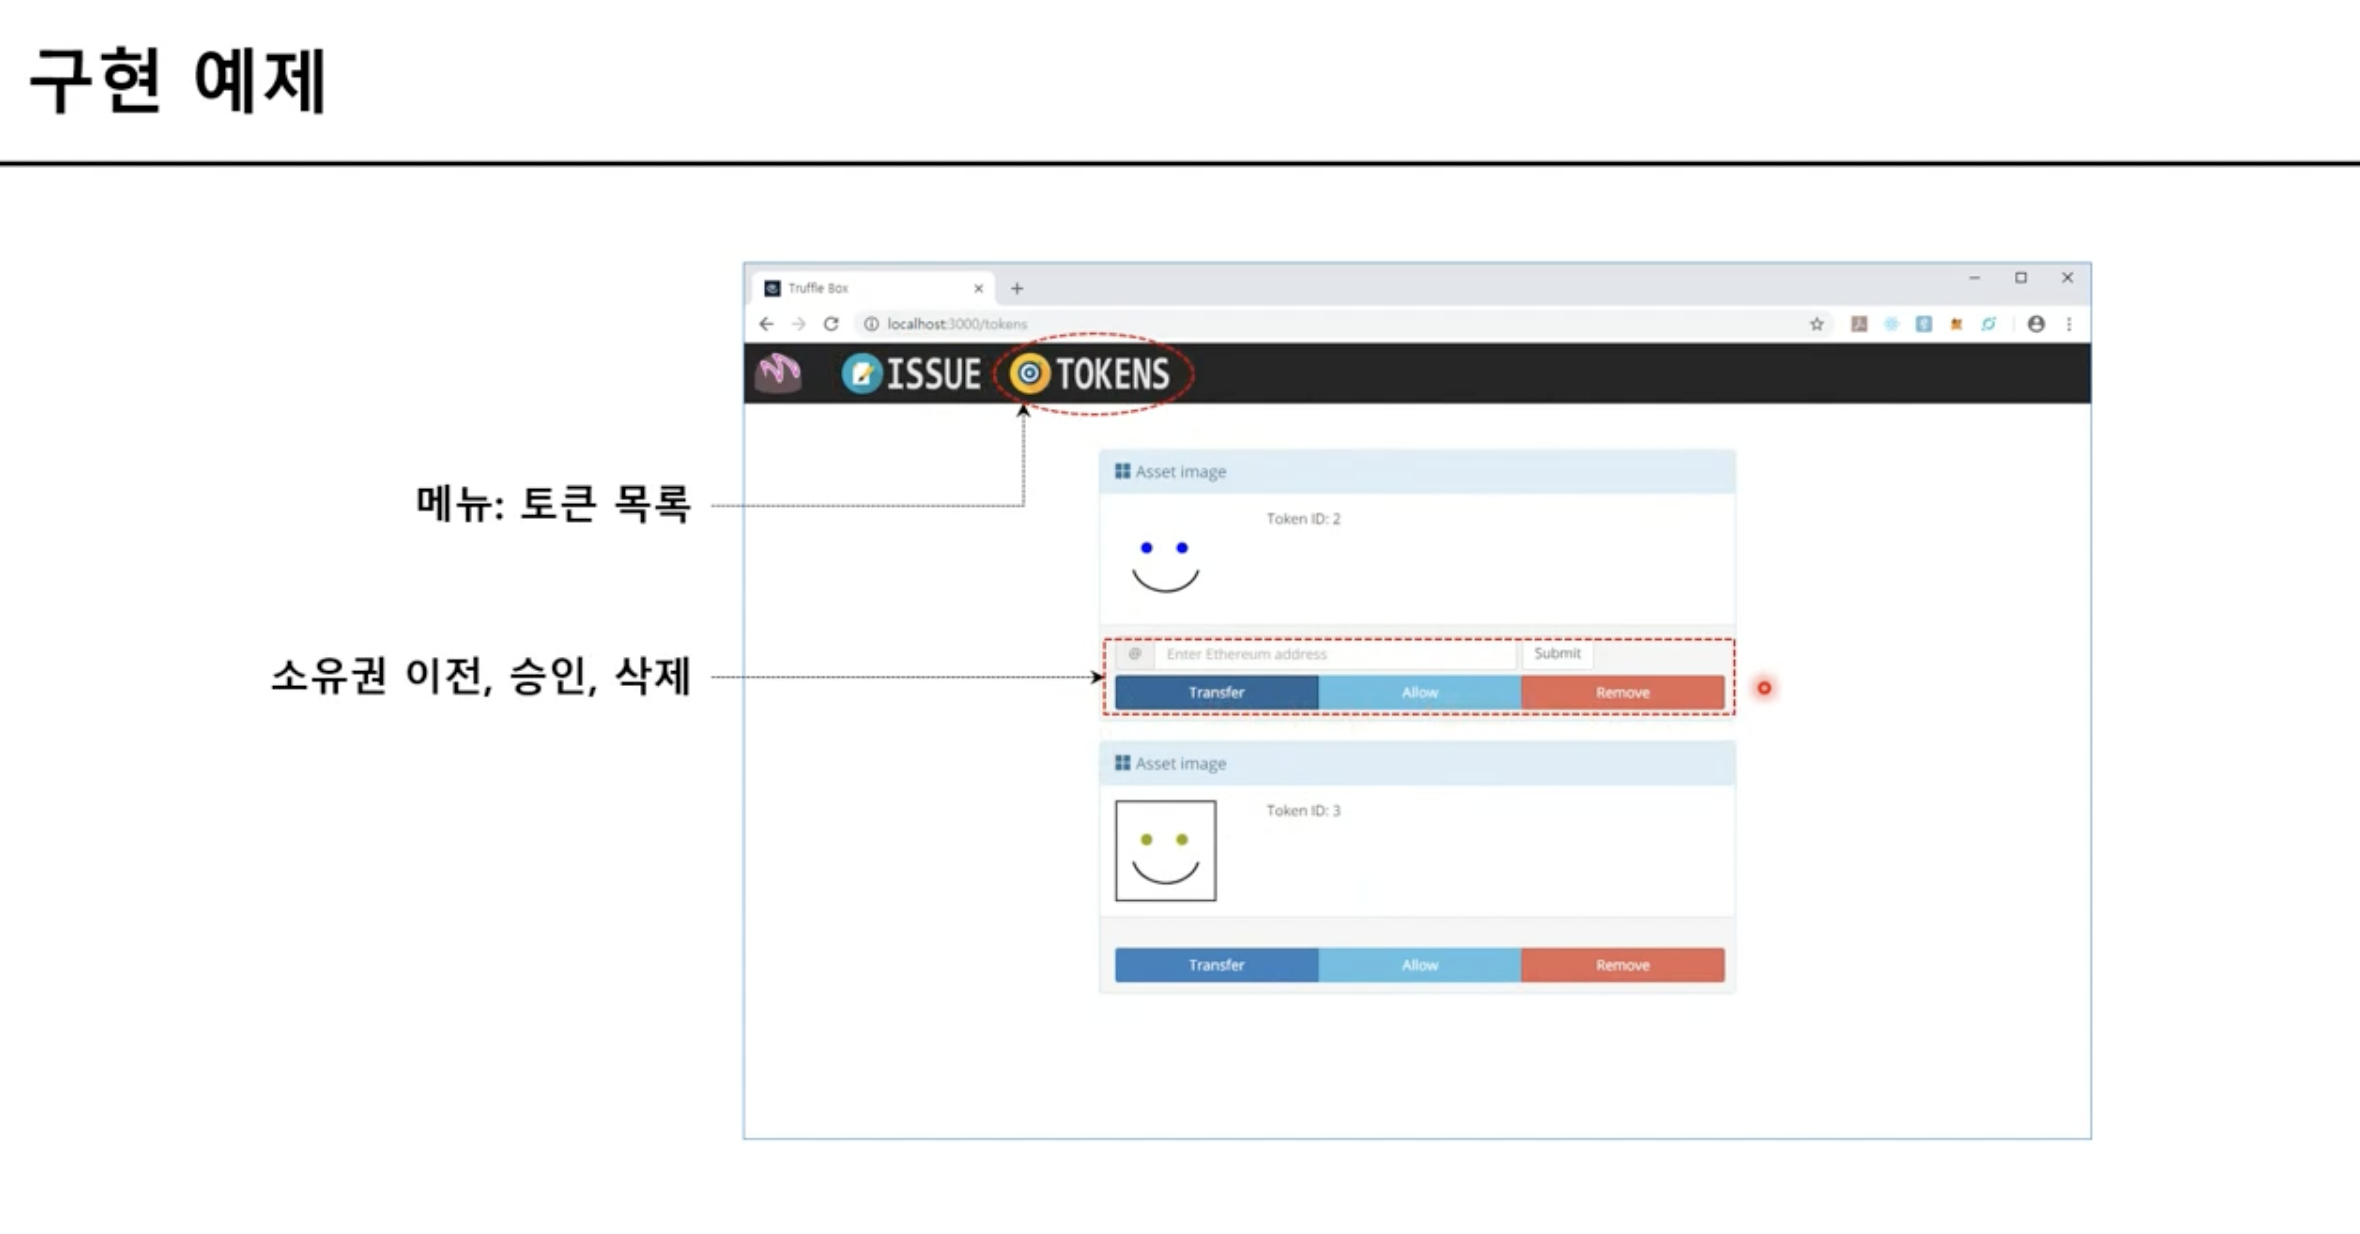 구현 예제
Truffle Box
localhost:3000/tokens
ISSUE TOKENS
메뉴: 토큰 목록
Asset image
Token ID: 2
소유권 이전, 승인, 삭제
@ Enter Ethereum address Submit
Transfer Allow Remove
Asset image
Token ID: 3
Transfer Allow Remove